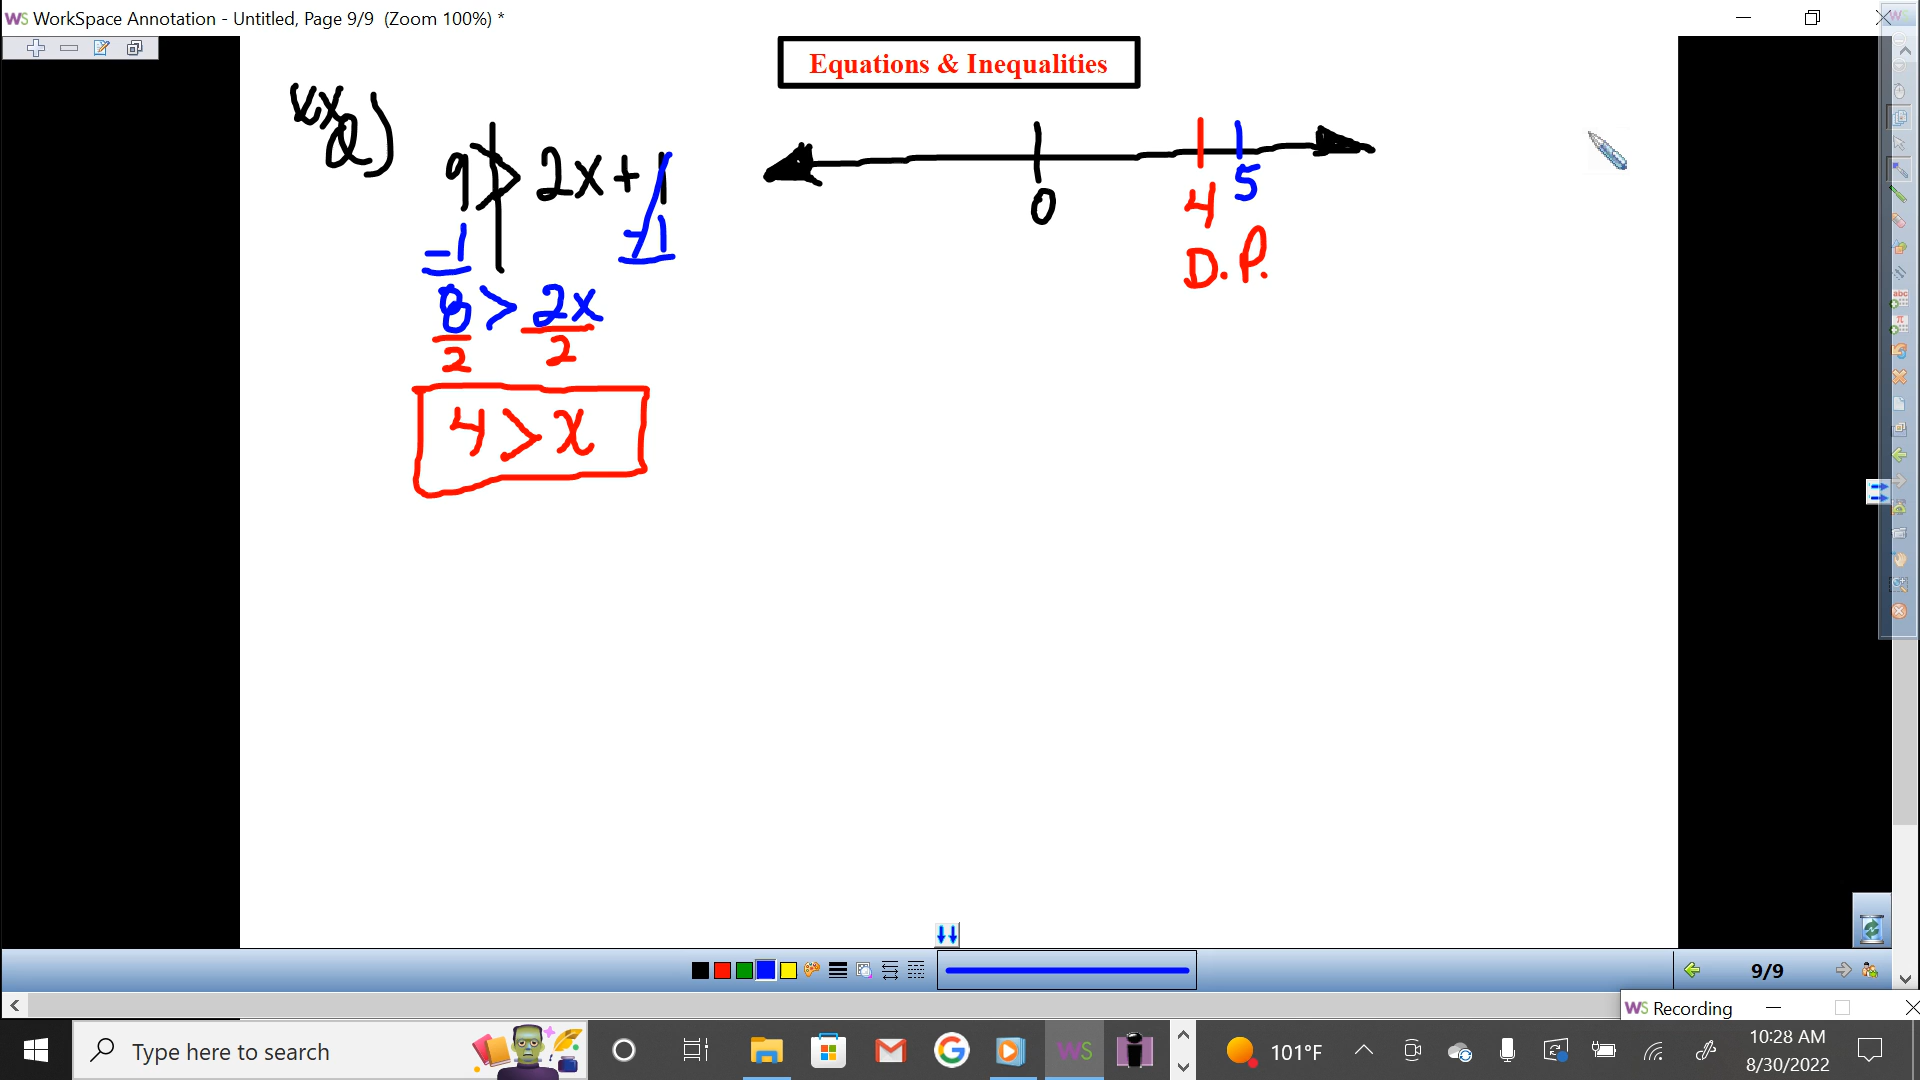 WS WorkSpace Annotation - Untitled, Page 9/9 (Zoom 100%) *
Equations & Inequalities
Ex
2)
9 > 2x + 1
-1 -1
8 > 2x
2 2
4 > x
0 4 5
D.P.
9/9
WS Recording
Type here to search
WS
101°F
10:28 AM
8/30/2022